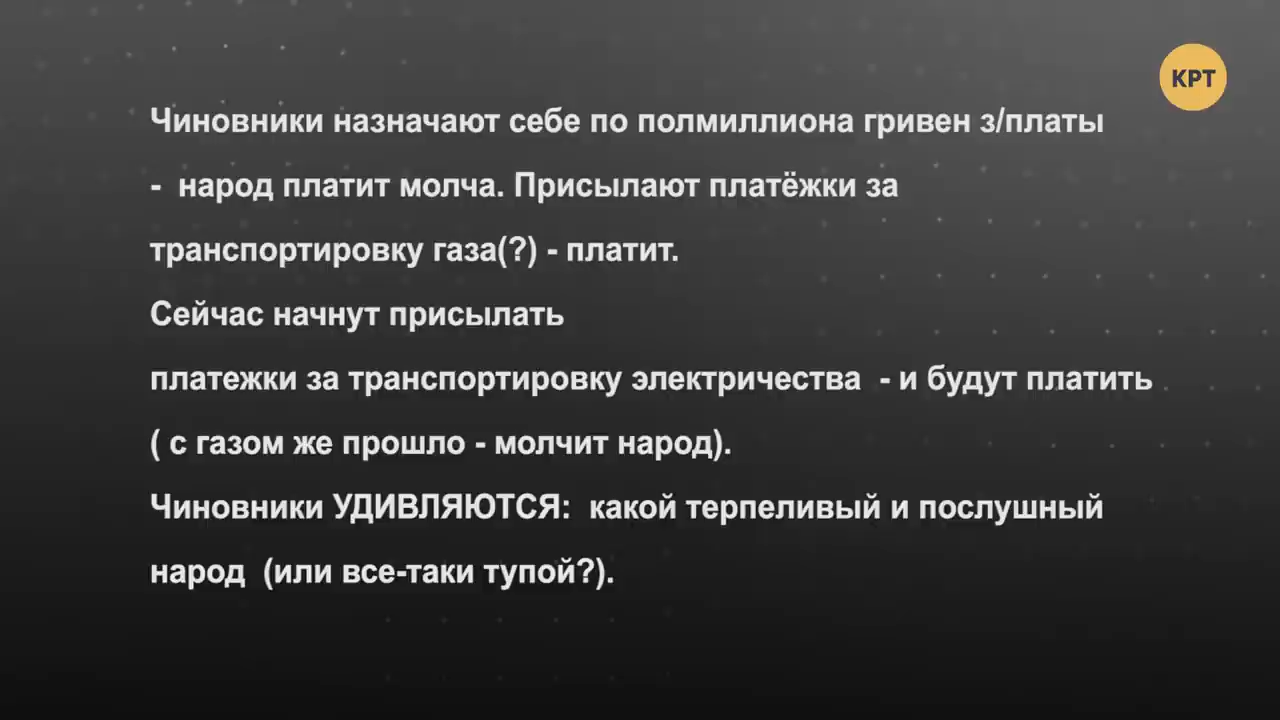 КРТ
Чиновники назначают себе по полмиллиона гривен з/платы
-  народ платит молча. Присылают платёжки за
транспортировку газа(?) - платит.
Сейчас начнут присылать
платежки за транспортировку электричества  - и будут платить
( с газом же прошло - молчит народ).
Чиновники УДИВЛЯЮТСЯ:  какой терпеливый и послушный
народ  (или все-таки тупой?).